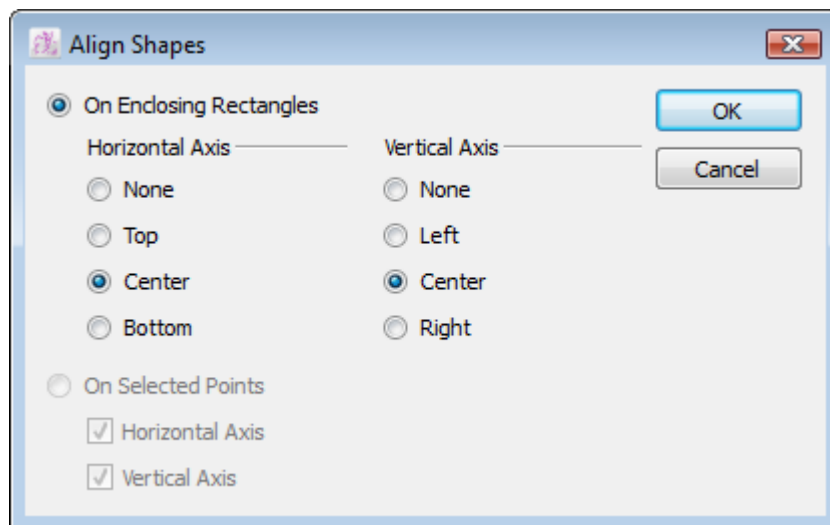 Align Shapes
On Enclosing Rectangles
OK
Horizontal Axis
Vertical Axis
Cancel
None
None
Top
Left
Center
Center
Bottom
Right
On Selected Points
Horizontal Axis
Vertical Axis